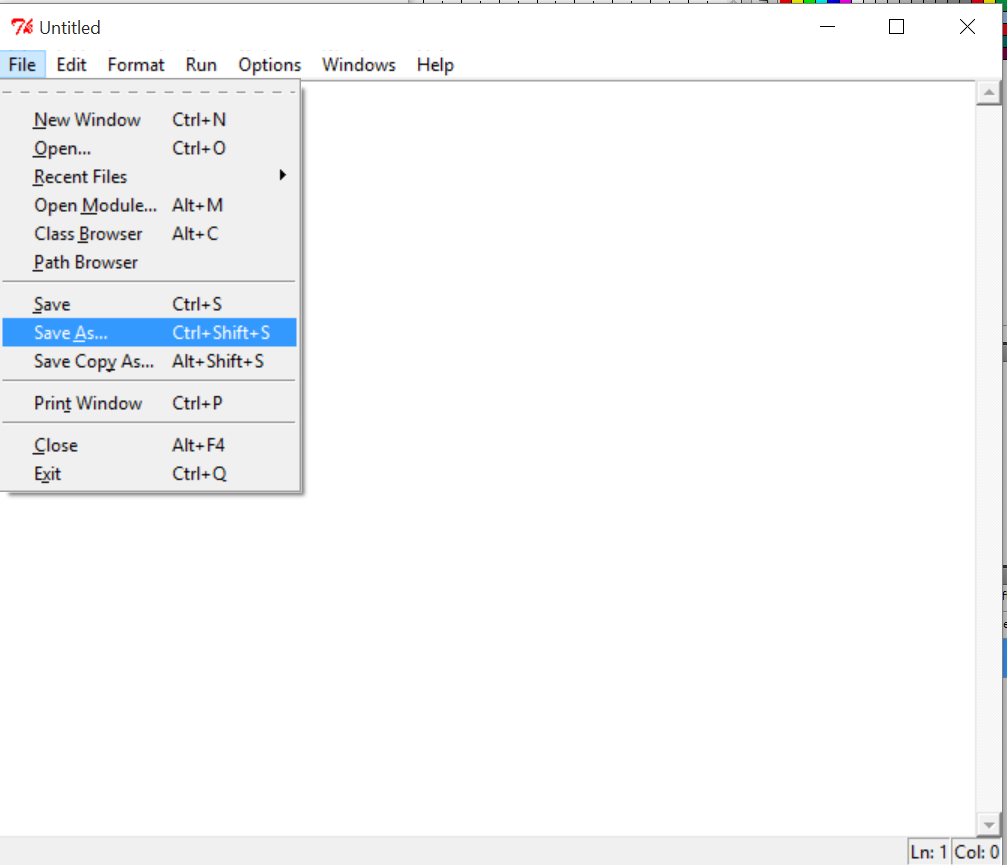 Untitled
File Edit Format Run Options Windows Help
New Window Ctrl+N
Open... Ctrl+O
Recent Files
Open Module... Alt+M
Class Browser Alt+C
Path Browser
Save Ctrl+S
Save As... Ctrl+Shift+S
Save Copy As... Alt+Shift+S
Print Window Ctrl+P
Close Alt+F4
Exit Ctrl+Q
Ln: 1 Col: 0